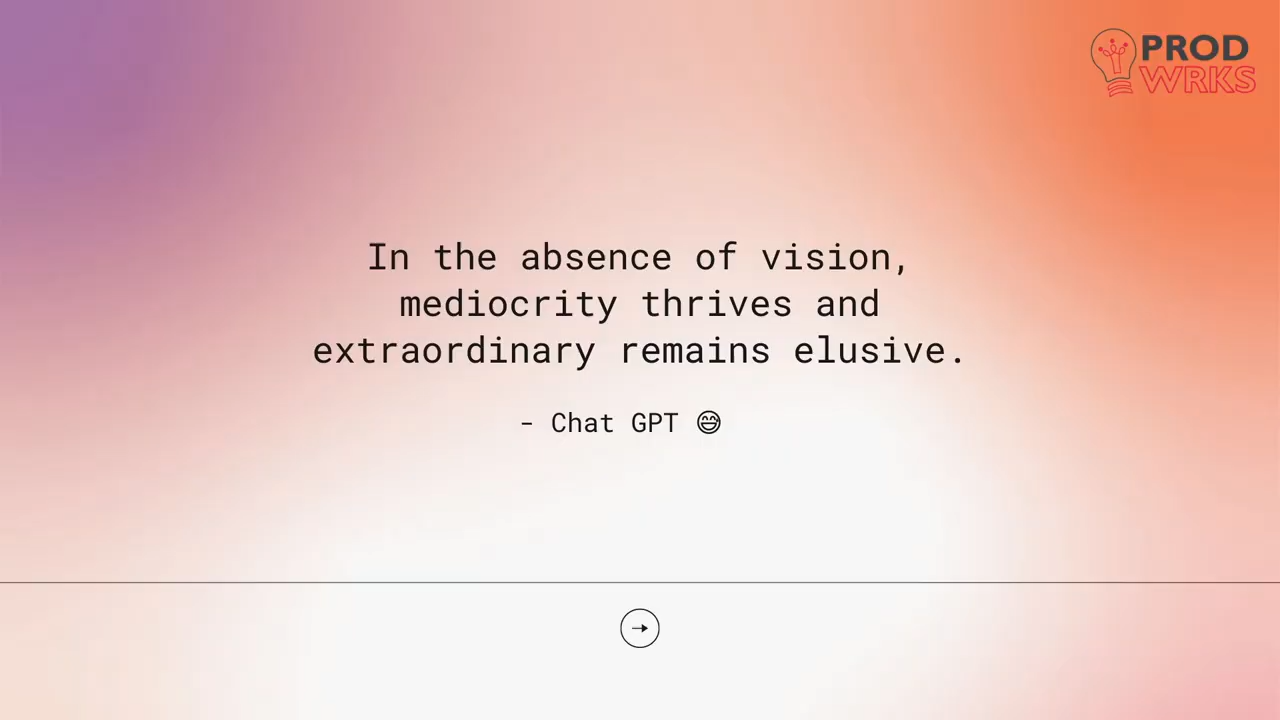 PROD
WRKS
In the absence of vision,
mediocrity thrives and
extraordinary remains elusive.
- Chat GPT 😅